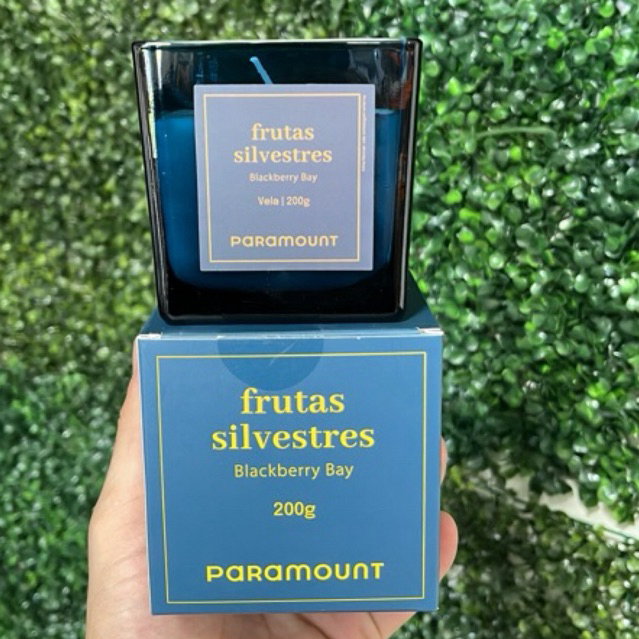 frutas
silvestres
Blackberry Bay
Vela | 200g
PARAMOUNT
frutas
silvestres
Blackberry Bay
200g
PARAMOUNT